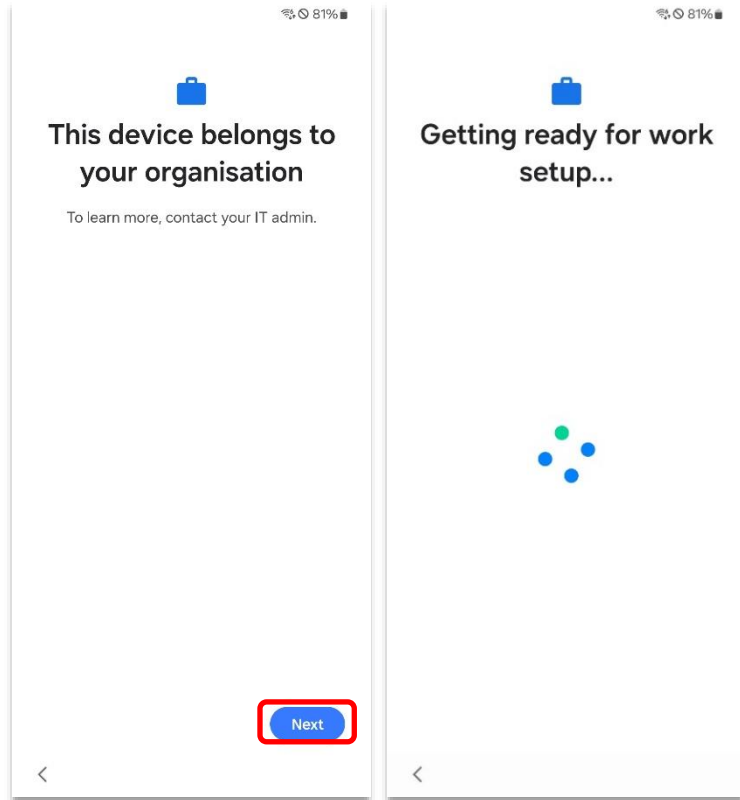 81%
This device belongs to
your organisation
To learn more, contact your IT admin.
Next
81%
Getting ready for work
setup...